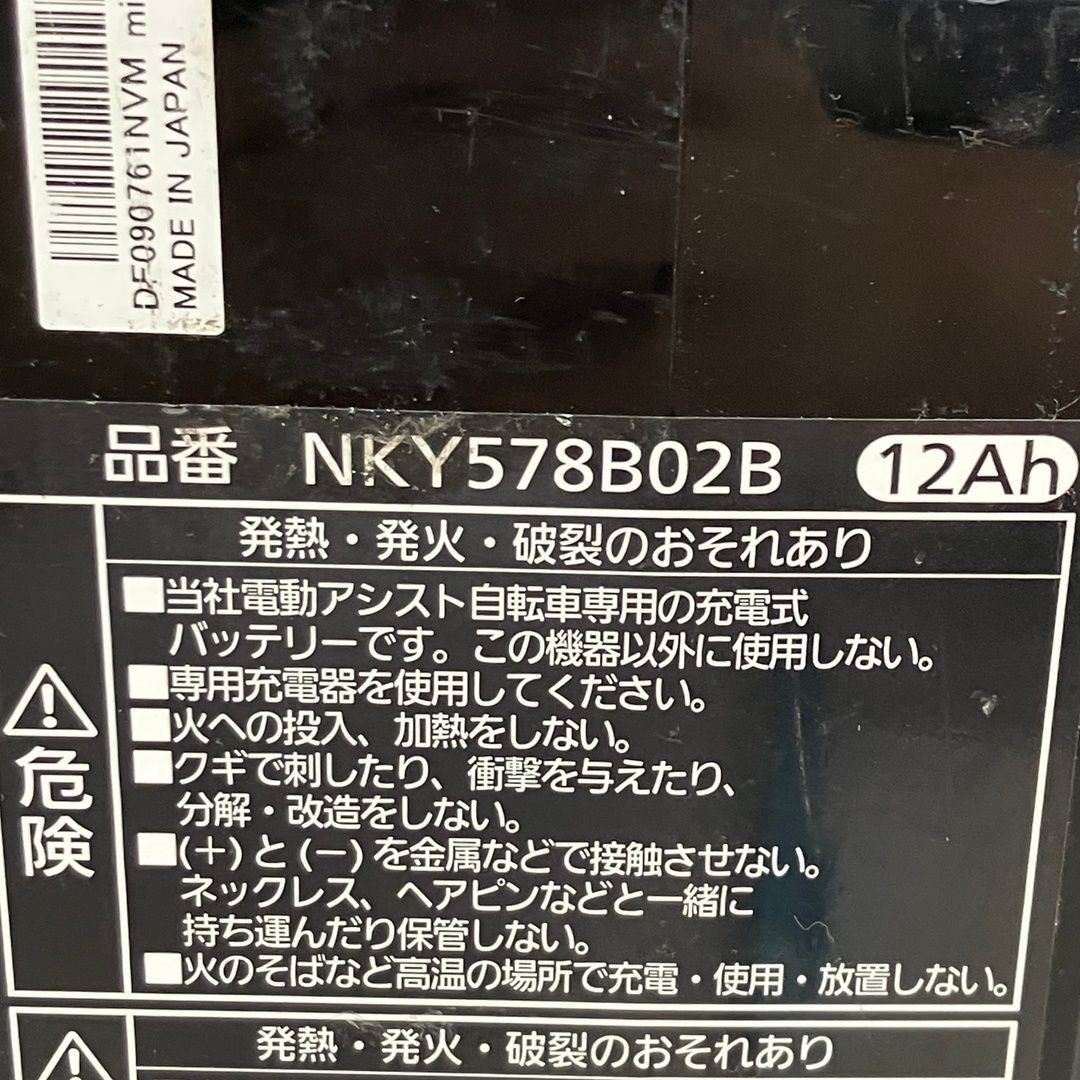 DF090761NVM mi
MADE IN JAPAN
品番 NKY578B02B 12Ah
発熱・発火・破裂のおそれあり
■当社電動アシスト自転車専用の充電式
バッテリーです。この機器以外に使用しない。
■専用充電器を使用してください。
■火への投入、加熱をしない。
■クギで刺したり、衝撃を与えたり、
分解・改造をしない。
■(+)と(−)を金属などで接触させない。
ネックレス、ヘアピンなどと一緒に
持ち運んだり保管しない。
■火のそばなど高温の場所で充電・使用・放置しない。
危険
発熱・発火・破裂のおそれあり